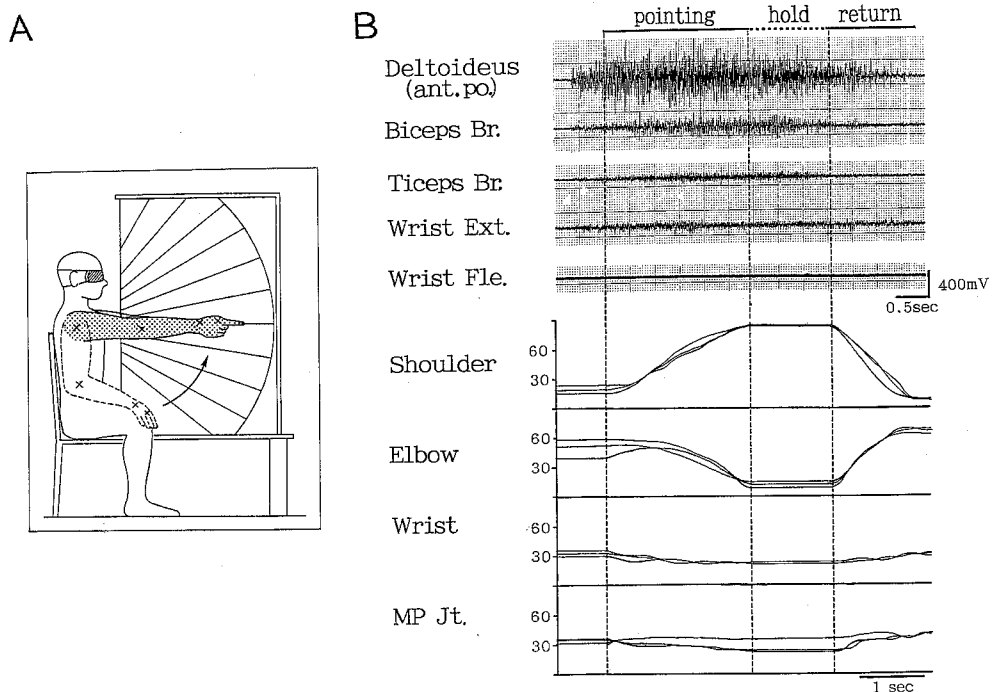 A
B
pointing hold return
Deltoideus
(ant.po.)
Biceps Br.
Ticeps Br.
Wrist Ext.
Wrist Fle.
400mV
0.5sec
Shoulder
60
30
Elbow
60
30
Wrist
60
30
MP Jt.
60
30
1 sec